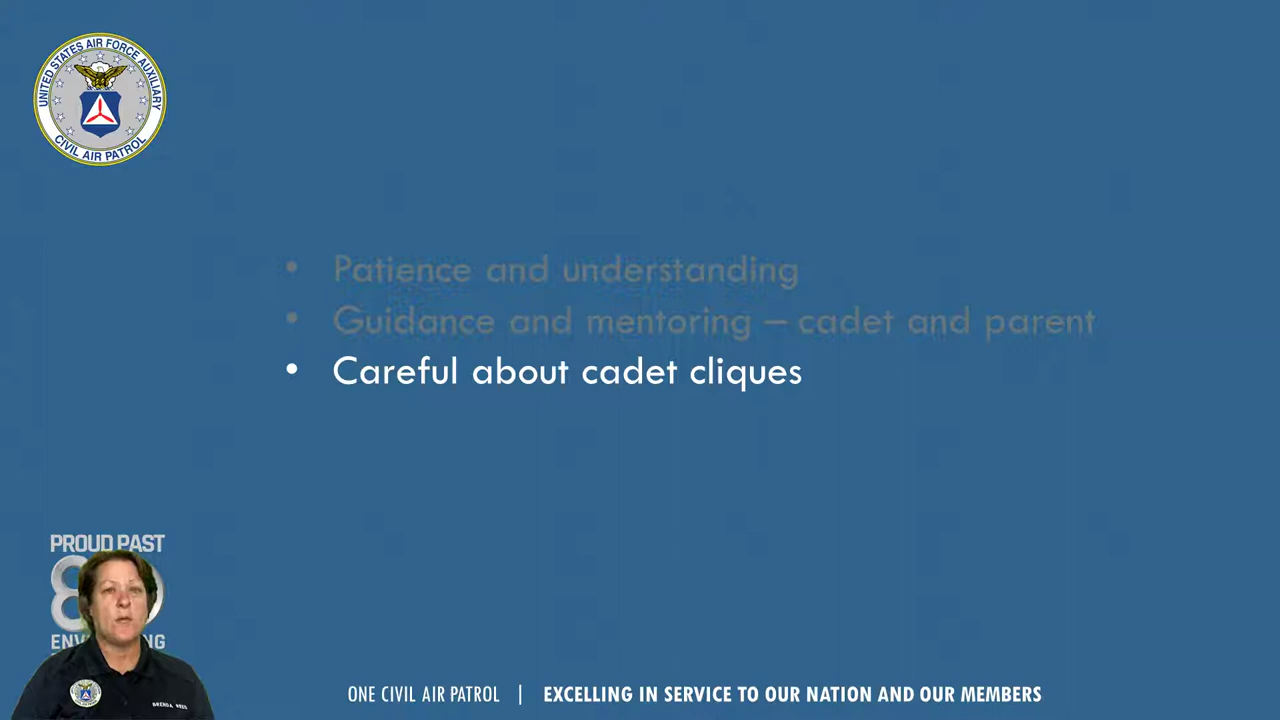 UNITED STATES AIR FORCE AUXILIARY
CIVIL AIR PATROL
• Patience and understanding
• Guidance and mentoring – cadet and parent
• Careful about cadet cliques
PROUD PAST
BRENDA
ONE CIVIL AIR PATROL | EXCELLING IN SERVICE TO OUR NATION AND OUR MEMBERS